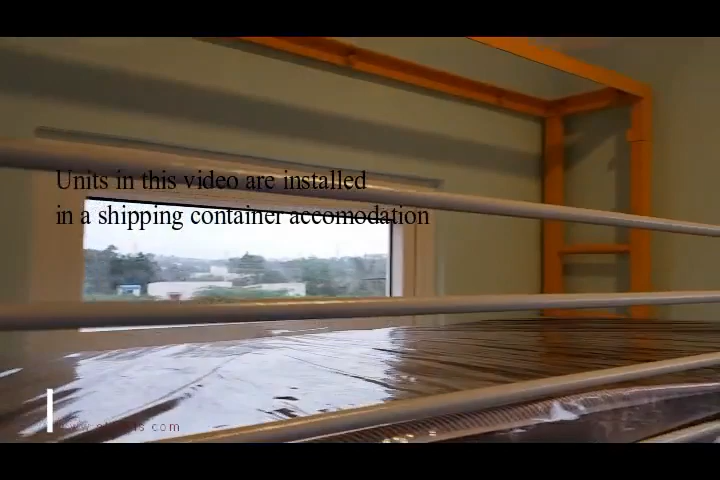 Units in this video are installed
in a shipping container accomodation